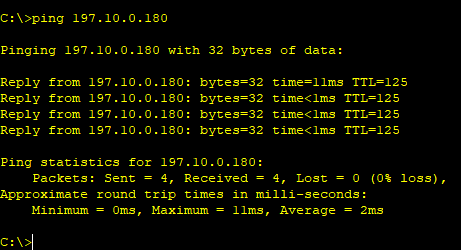 C:\>ping 197.10.0.180
Pinging 197.10.0.180 with 32 bytes of data:
Reply from 197.10.0.180: bytes=32 time=11ms TTL=125
Reply from 197.10.0.180: bytes=32 time<1ms TTL=125
Reply from 197.10.0.180: bytes=32 time<1ms TTL=125
Reply from 197.10.0.180: bytes=32 time<1ms TTL=125
Ping statistics for 197.10.0.180:
Packets: Sent = 4, Received = 4, Lost = 0 (0% loss),
Approximate round trip times in milli-seconds:
Minimum = 0ms, Maximum = 11ms, Average = 2ms
C:\>